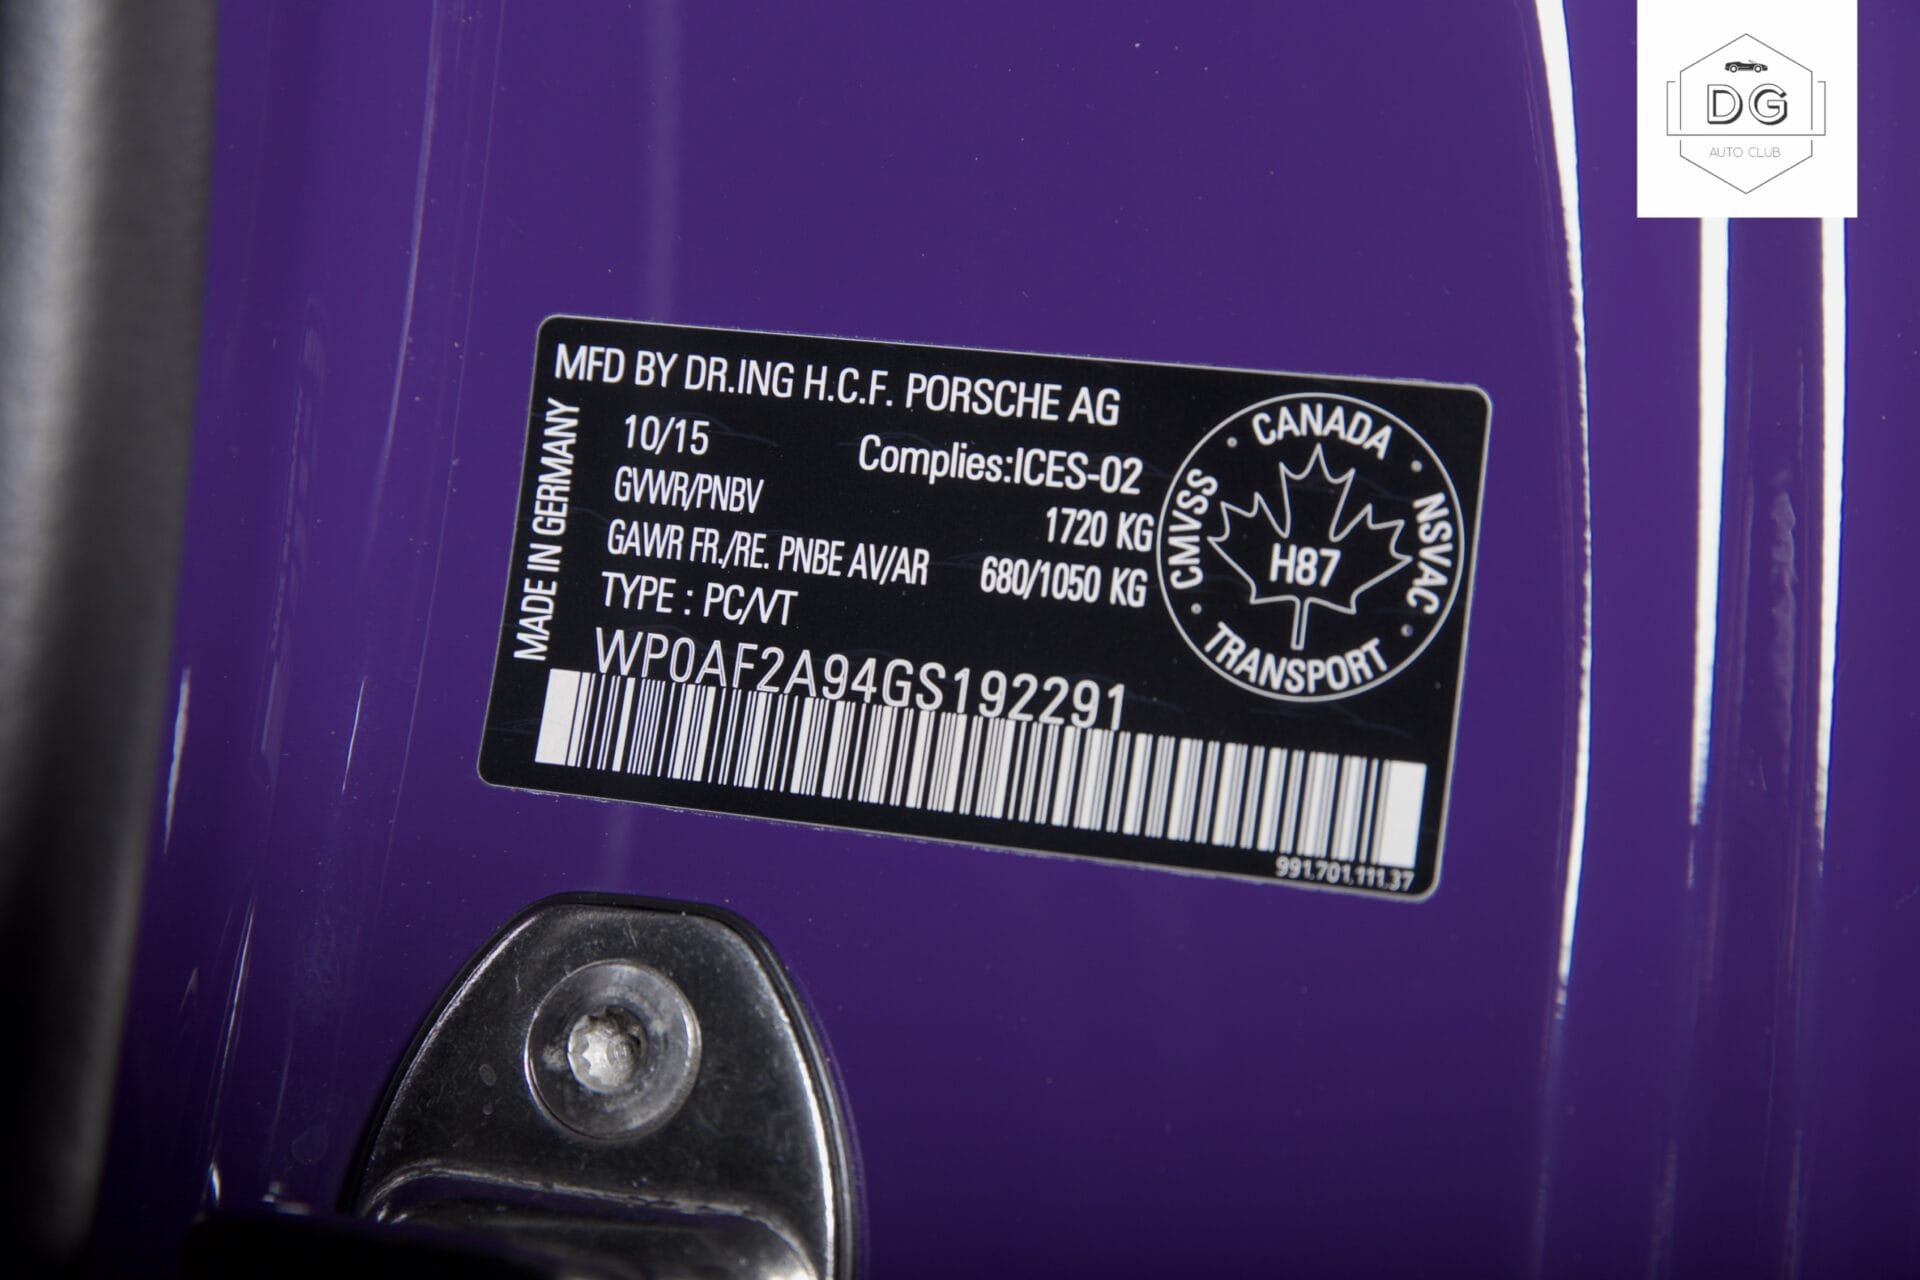 DG
AUTO CLUB
MFD BY DR.ING H.C.F. PORSCHE AG
MADE IN GERMANY
10/15
Complies:ICES-02
GVWR/PNBV
1720 KG
GAWR FR./RE. PNBE AV/AR
680/1050 KG
TYPE : PC/VT
WP0AF2A94GS192291
CANADA
CMVSS
NSVAC
H87
TRANSPORT
991.701.111.37